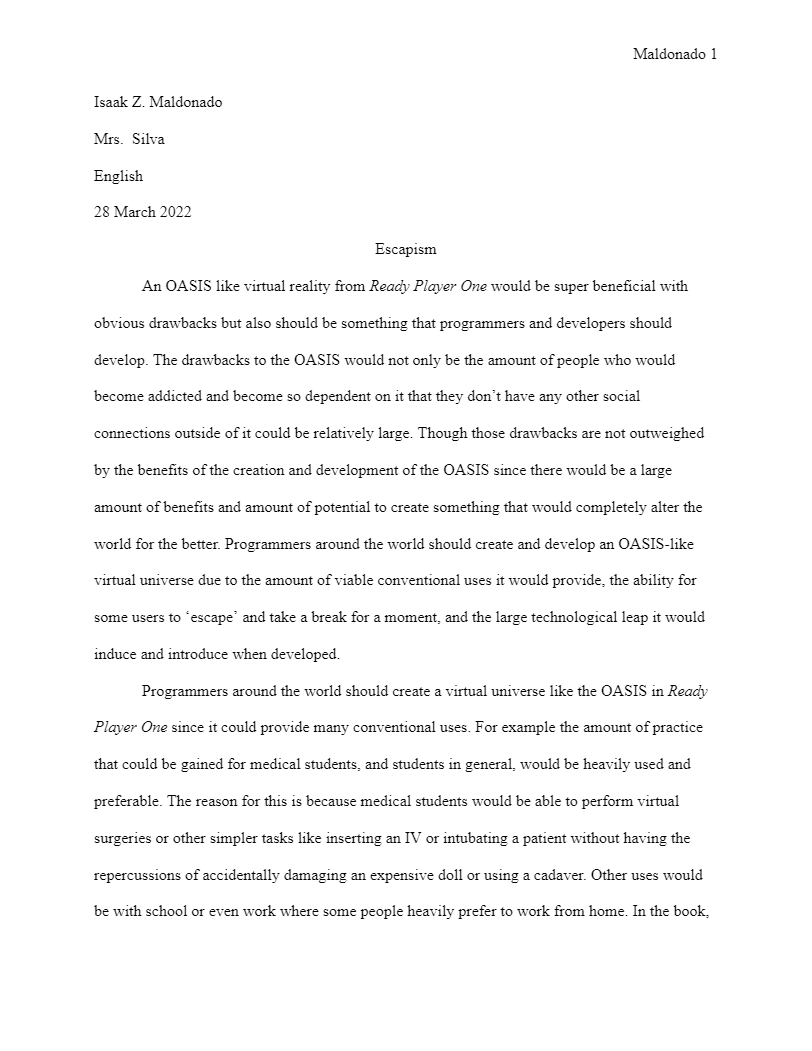 Maldonado 1
Isaak Z. Maldonado
Mrs.  Silva
English
28 March 2022
Escapism
An OASIS like virtual reality from Ready Player One would be super beneficial with
obvious drawbacks but also should be something that programmers and developers should
develop. The drawbacks to the OASIS would not only be the amount of people who would
become addicted and become so dependent on it that they don’t have any other social
connections outside of it could be relatively large. Though those drawbacks are not outweighed
by the benefits of the creation and development of the OASIS since there would be a large
amount of benefits and amount of potential to create something that would completely alter the
world for the better. Programmers around the world should create and develop an OASIS-like
virtual universe due to the amount of viable conventional uses it would provide, the ability for
some users to ‘escape’ and take a break for a moment, and the large technological leap it would
induce and introduce when developed.
Programmers around the world should create a virtual universe like the OASIS in Ready
Player One since it could provide many conventional uses. For example the amount of practice
that could be gained for medical students, and students in general, would be heavily used and
preferable. The reason for this is because medical students would be able to perform virtual
surgeries or other simpler tasks like inserting an IV or intubating a patient without having the
repercussions of accidentally damaging an expensive doll or using a cadaver. Other uses would
be with school or even work where some people heavily prefer to work from home. In the book,